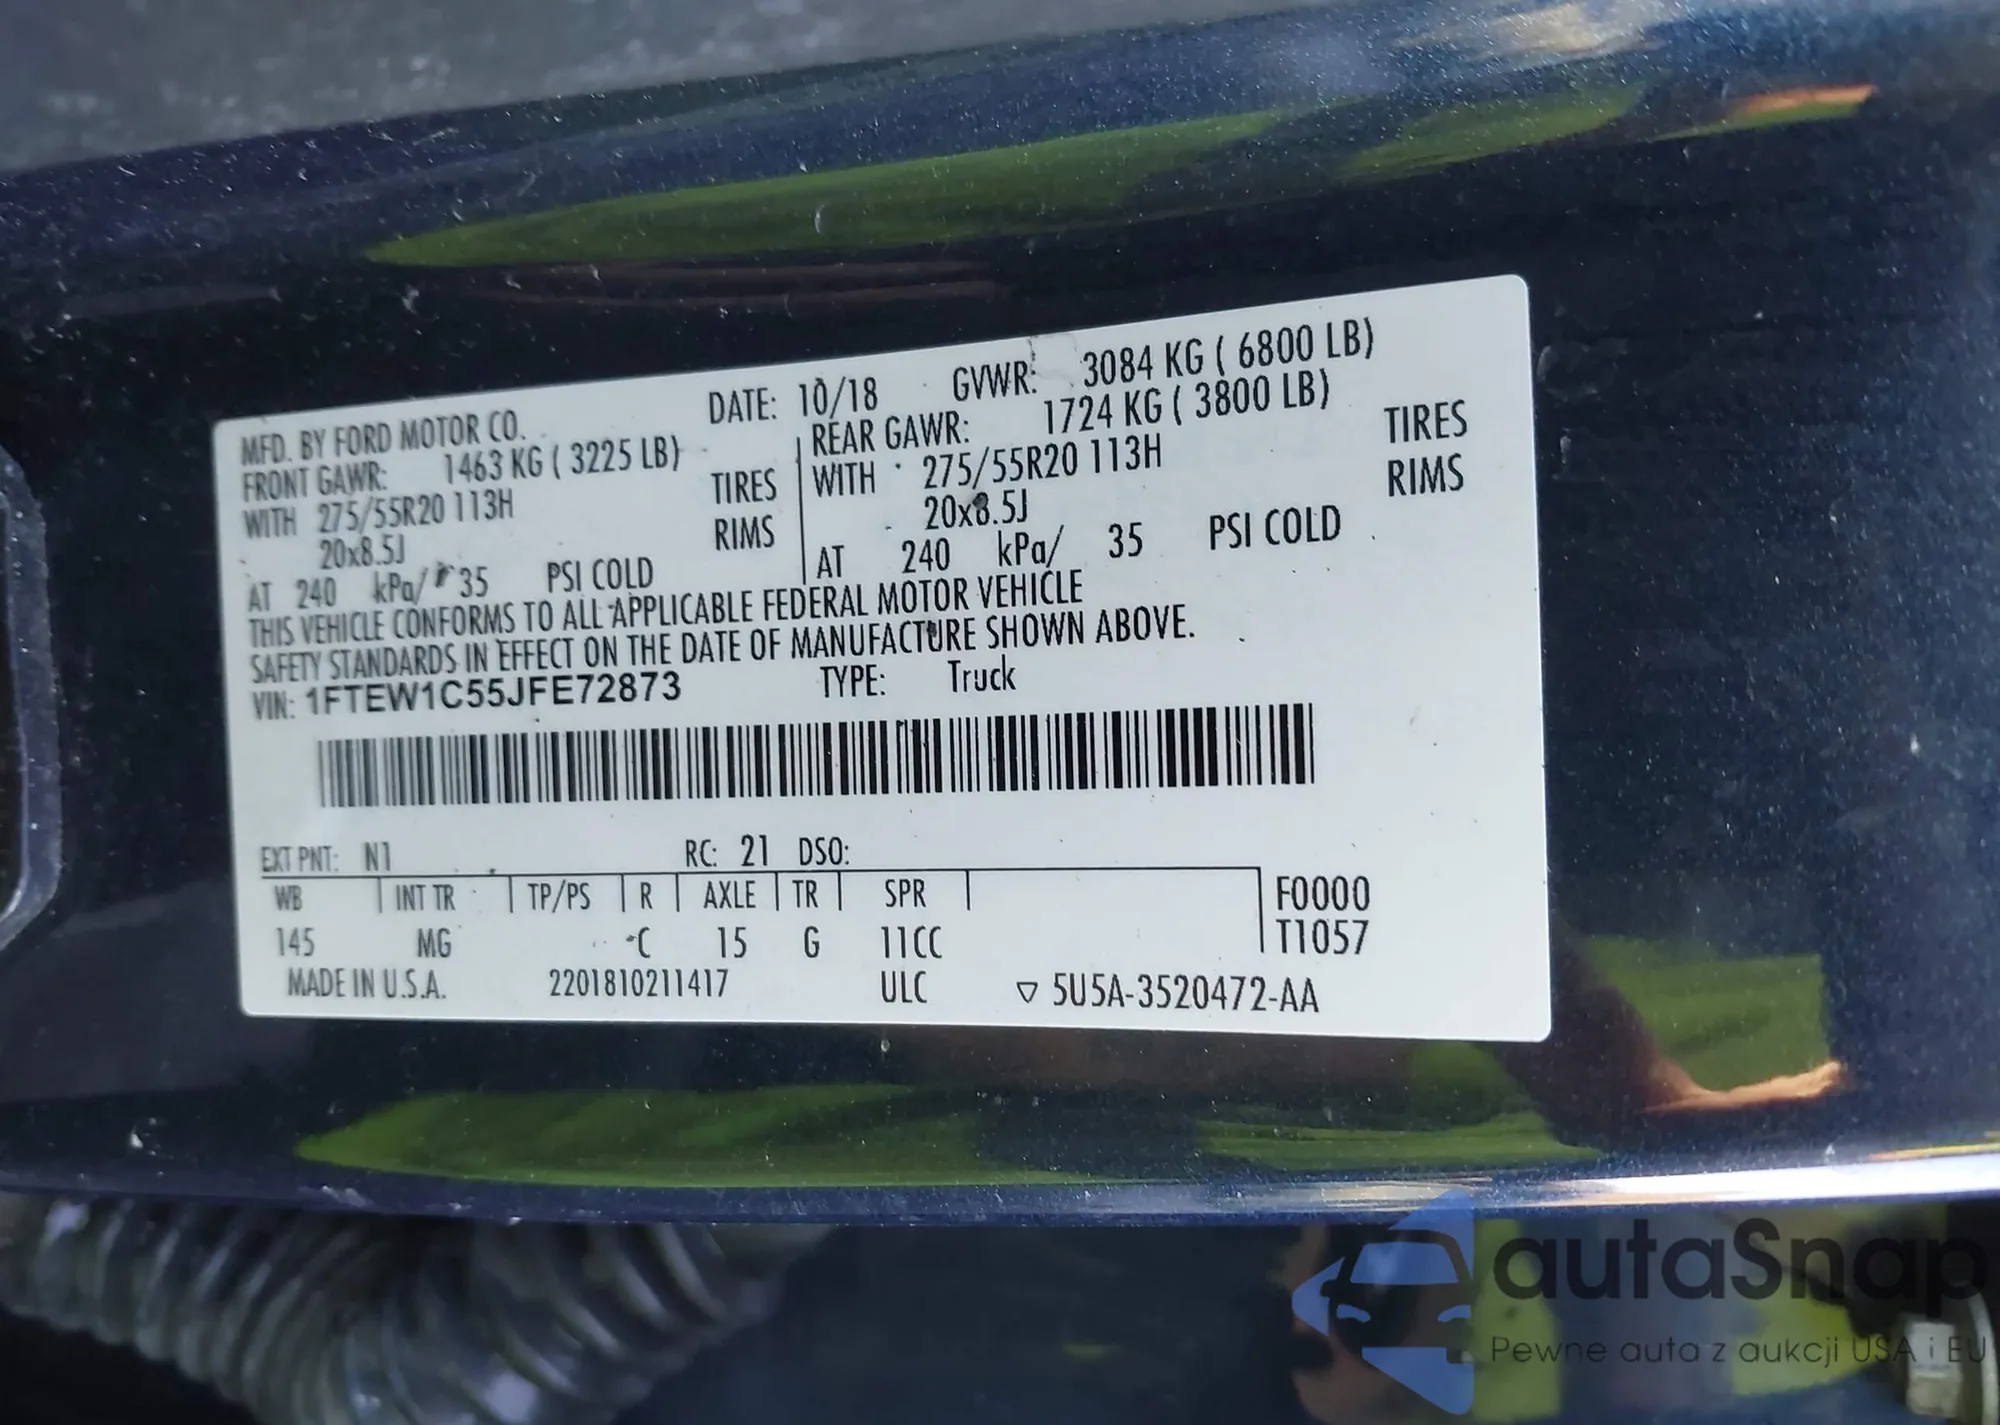 MFD. BY FORD MOTOR CO. DATE: 10/18 GVWR: 3084 KG ( 6800 LB)
FRONT GAWR: 1463 KG ( 3225 LB) REAR GAWR: 1724 KG ( 3800 LB)
WITH 275/55R20 113H TIRES WITH 275/55R20 113H TIRES
20x8.5J RIMS 20x8.5J RIMS
AT 240 kPa/ 35 PSI COLD AT 240 kPa/ 35 PSI COLD
THIS VEHICLE CONFORMS TO ALL APPLICABLE FEDERAL MOTOR VEHICLE
SAFETY STANDARDS IN EFFECT ON THE DATE OF MANUFACTURE SHOWN ABOVE.
VIN: 1FTEW1C55JFE72873 TYPE: Truck
EXT PNT: N1 RC: 21 DSO:
WB INT TR TP/PS R AXLE TR SPR F0000
145 MG C 15 G 11CC T1057
MADE IN U.S.A. 2201810211417 ULC ▽ 5U5A-3520472-AA
autaSnap
Pewne auta z aukcji USA i EU